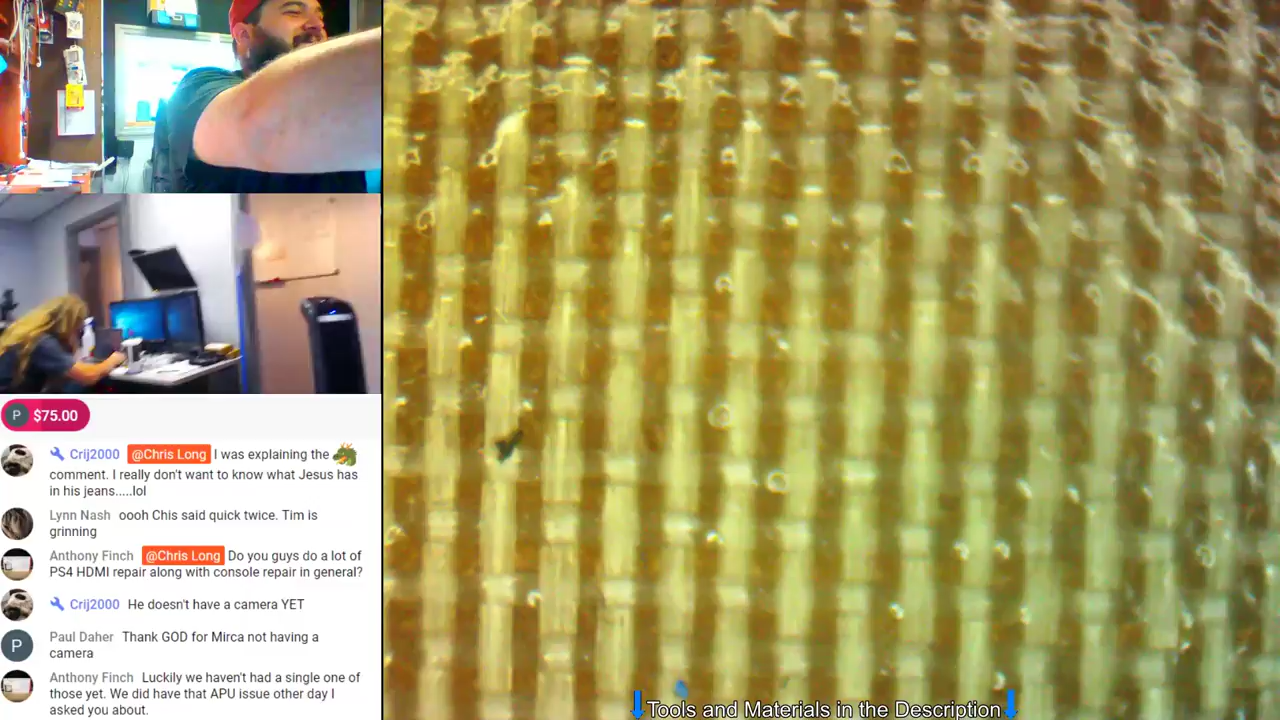 P $75.00
Crij2000 @Chris Long I was explaining the
comment. I really don't want to know what Jesus has
in his jeans.....lol
Lynn Nash oooh Chis said quick twice. Tim is
grinning
Anthony Finch @Chris Long Do you guys do a lot of
PS4 HDMI repair along with console repair in general?
Crij2000 He doesn't have a camera YET
P Paul Daher Thank GOD for Mirca not having a
camera
Anthony Finch Luckily we haven't had a single one of
those yet. We did have that APU issue other day I
asked you about.
Tools and Materials in the Description